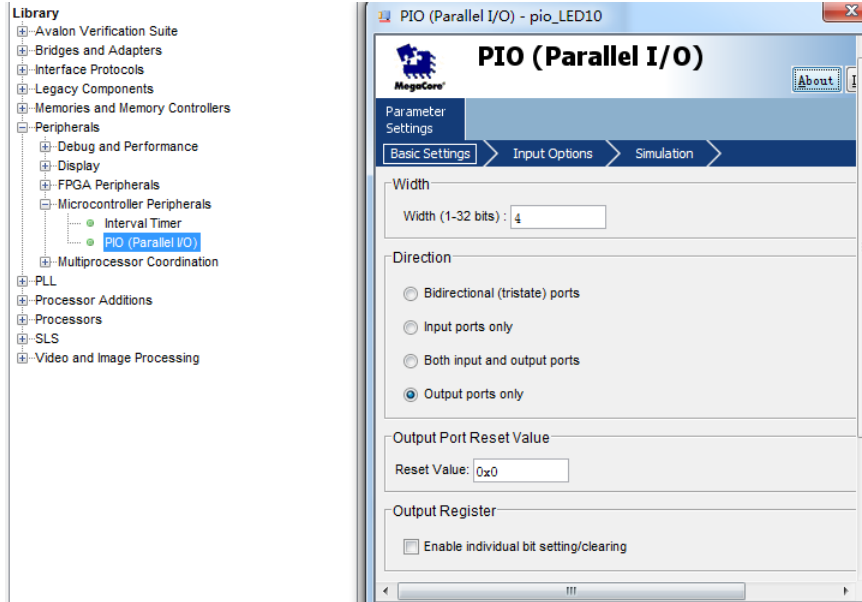 Library
Avalon Verification Suite
Bridges and Adapters
Interface Protocols
Legacy Components
Memories and Memory Controllers
Peripherals
Debug and Performance
Display
FPGA Peripherals
Microcontroller Peripherals
Interval Timer
PIO (Parallel I/O)
Multiprocessor Coordination
PLL
Processor Additions
Processors
SLS
Video and Image Processing
PIO (Parallel I/O) - pio_LED10
MegaCore'
PIO (Parallel I/O)
About
Parameter
Settings
Basic Settings Input Options Simulation
Width
Width (1-32 bits) : 4
Direction
Bidirectional (tristate) ports
Input ports only
Both input and output ports
Output ports only
Output Port Reset Value
Reset Value: 0x0
Output Register
Enable individual bit setting/clearing